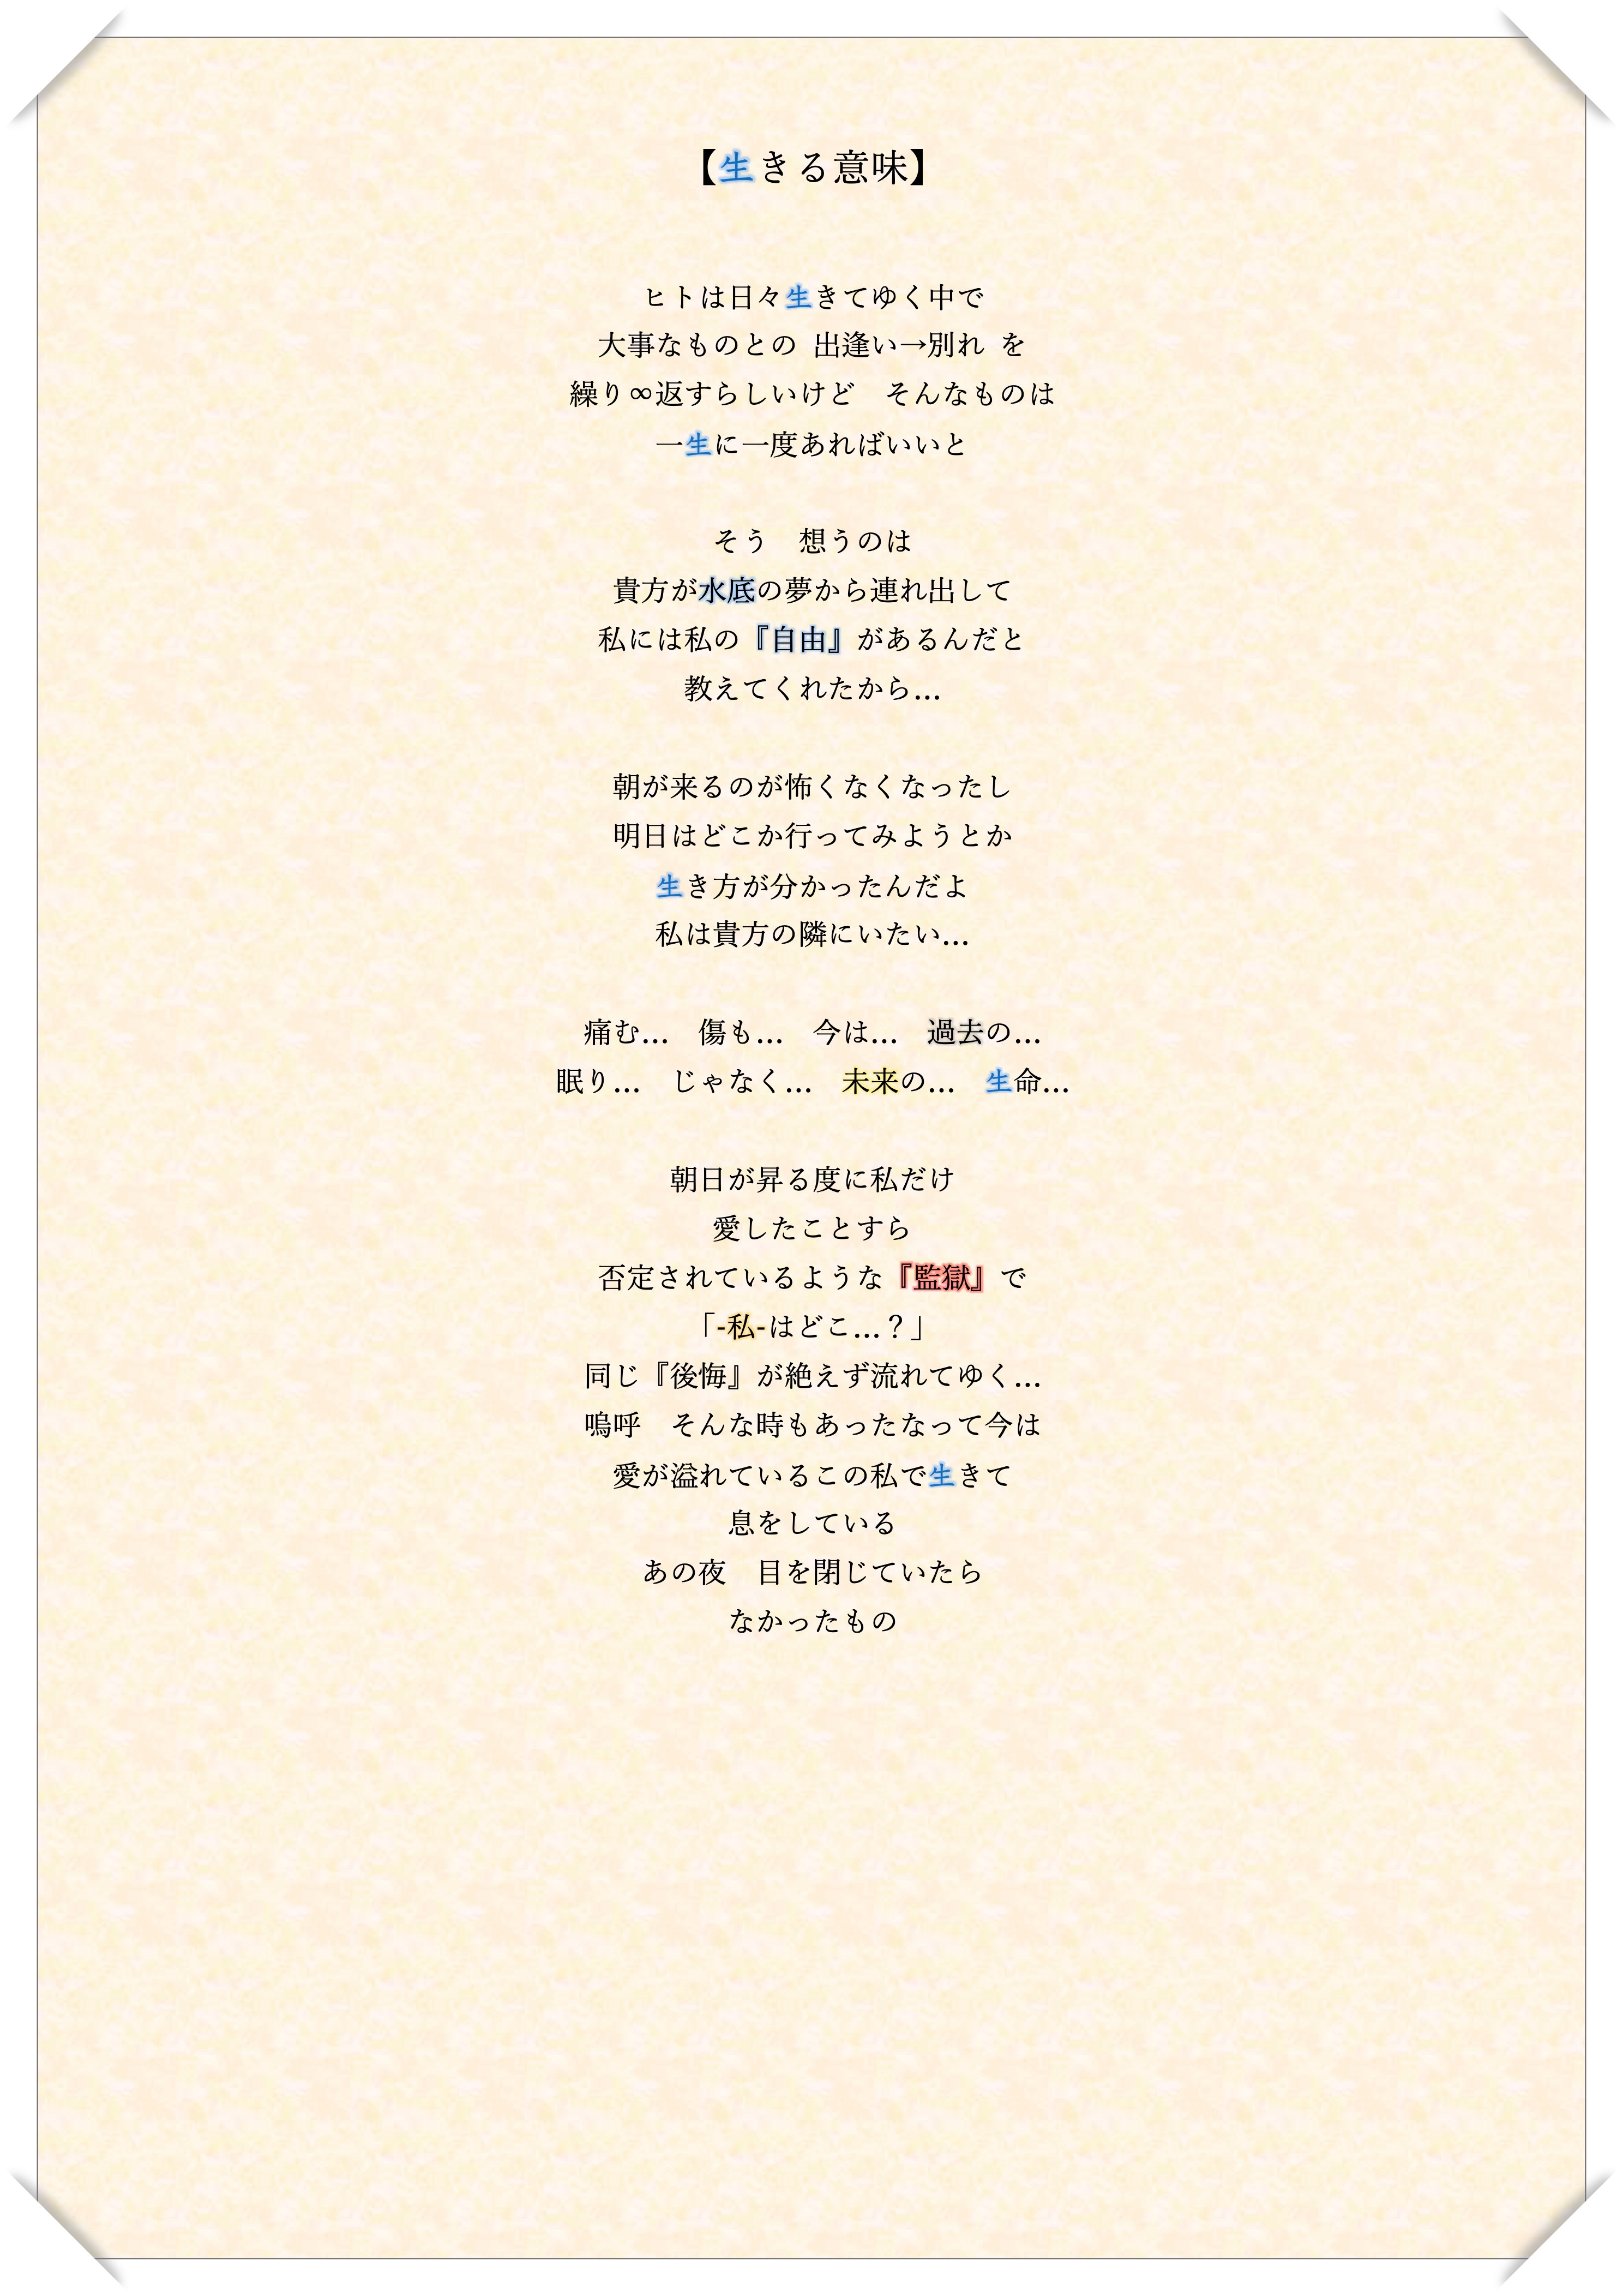 【生きる意味】
ヒトは日々生きてゆく中で
大事なものとの 出逢い→別れ を
繰り∞返すらしいけど　そんなものは
一生に一度あればいいと
そう　想うのは
貴方が水底の夢から連れ出して
私には私の『自由』があるんだと
教えてくれたから…
朝が来るのが怖くなくなったし
明日はどこか行ってみようとか
生き方が分かったんだよ
私は貴方の隣にいたい…
痛む…　傷も…　今は…　過去の…
眠り…　じゃなく…　未来の…　生命…
朝日が昇る度に私だけ
愛したことすら
否定されているような『監獄』で
「-私-はどこ…？」
同じ『後悔』が絶えず流れてゆく…
嗚呼　そんな時もあったなって今は
愛が溢れているこの私で生きて
息をしている
あの夜　目を閉じていたら
なかったもの